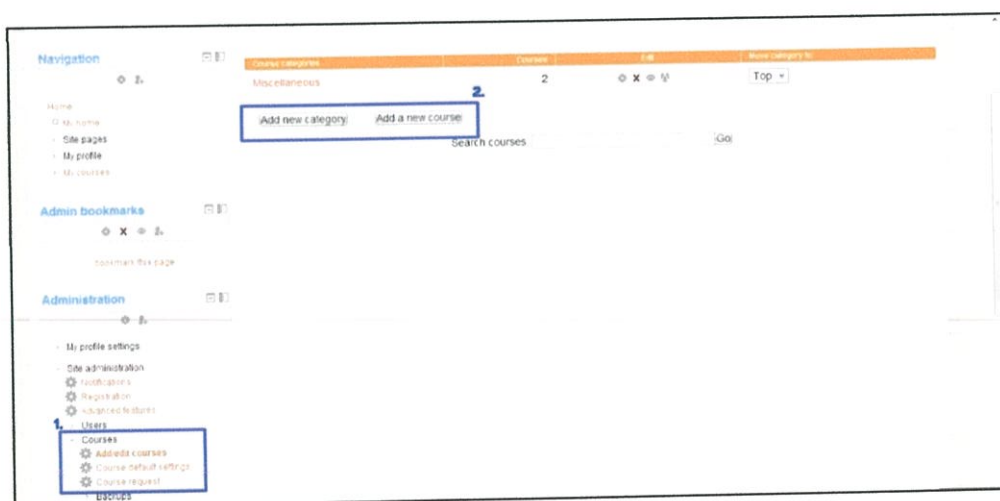 Navigation
Home
My home
Site pages
My profile
My courses
Admin bookmarks
bookmark this page
Administration
My profile settings
Site administration
Notifications
Registration
Advanced features
1. Users
Courses
Add/edit courses
Course default settings
Course request
Backups
Course categories Courses Edit Move category to:
Miscellaneous 2 Top
2.
Add new category Add a new course
Search courses Go